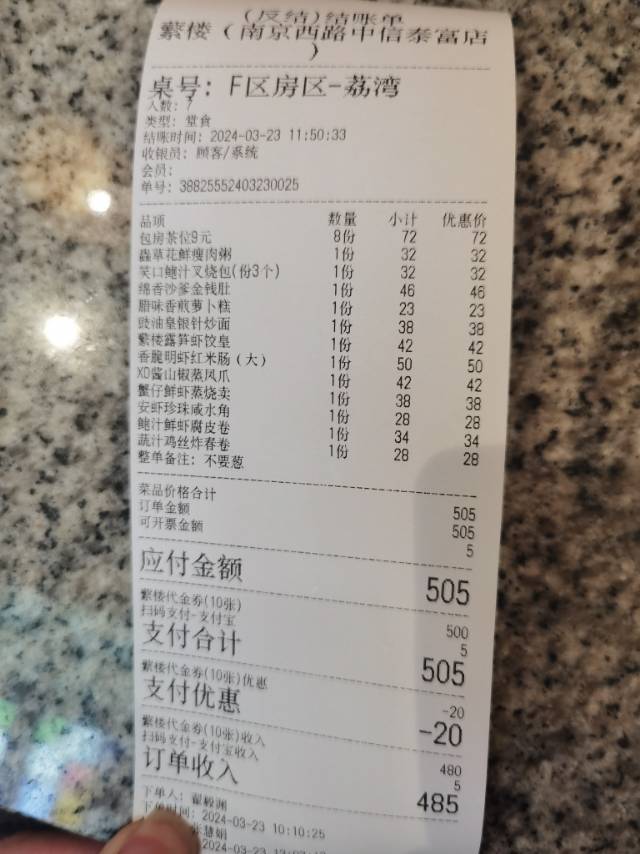 (反结)结账单
紫楼（南京西路中信泰富店
）
桌号: F区房区-荔湾
人数: 7
类型: 堂食
结账时间: 2024-03-23 11:50:33
收银员: 顾客/系统
会员:
单号: 38825552403230025
品项 数量 小计 优惠价
包房茶位9元 8份 72 72
蟲草花鲜瘦肉粥 1份 32 32
笑口鲍汁叉烧包(份3个) 1份 32 32
绵香沙爹金钱肚 1份 46 46
腊味香煎萝卜糕 1份 23 23
豉油皇银针炒面 1份 38 38
紫楼露笋虾饺皇 1份 42 42
香脆明虾红米肠（大） 1份 50 50
XO酱山椒蒸凤爪 1份 42 42
蟹仔鲜虾蒸烧卖 1份 38 38
安虾珍珠咸水角 1份 28 28
鲍汁鲜虾腐皮卷 1份 34 34
蔬汁鸡丝炸春卷 1份 28 28
整单备注: 不要葱
菜品价格合计 505
订单金额 505
可开票金额 5
应付金额 505
紫楼代金券(10张) 500
扫码支付-支付宝 5
支付合计 505
紫楼代金券(10张)优惠 -20
支付优惠 -20
紫楼代金券(10张)收入 480
扫码支付-支付宝收入 5
订单收入 485
下单人: 翟毅渊
下单时间: 2024-03-23 10:10:25
张慧娟
2024-03-23